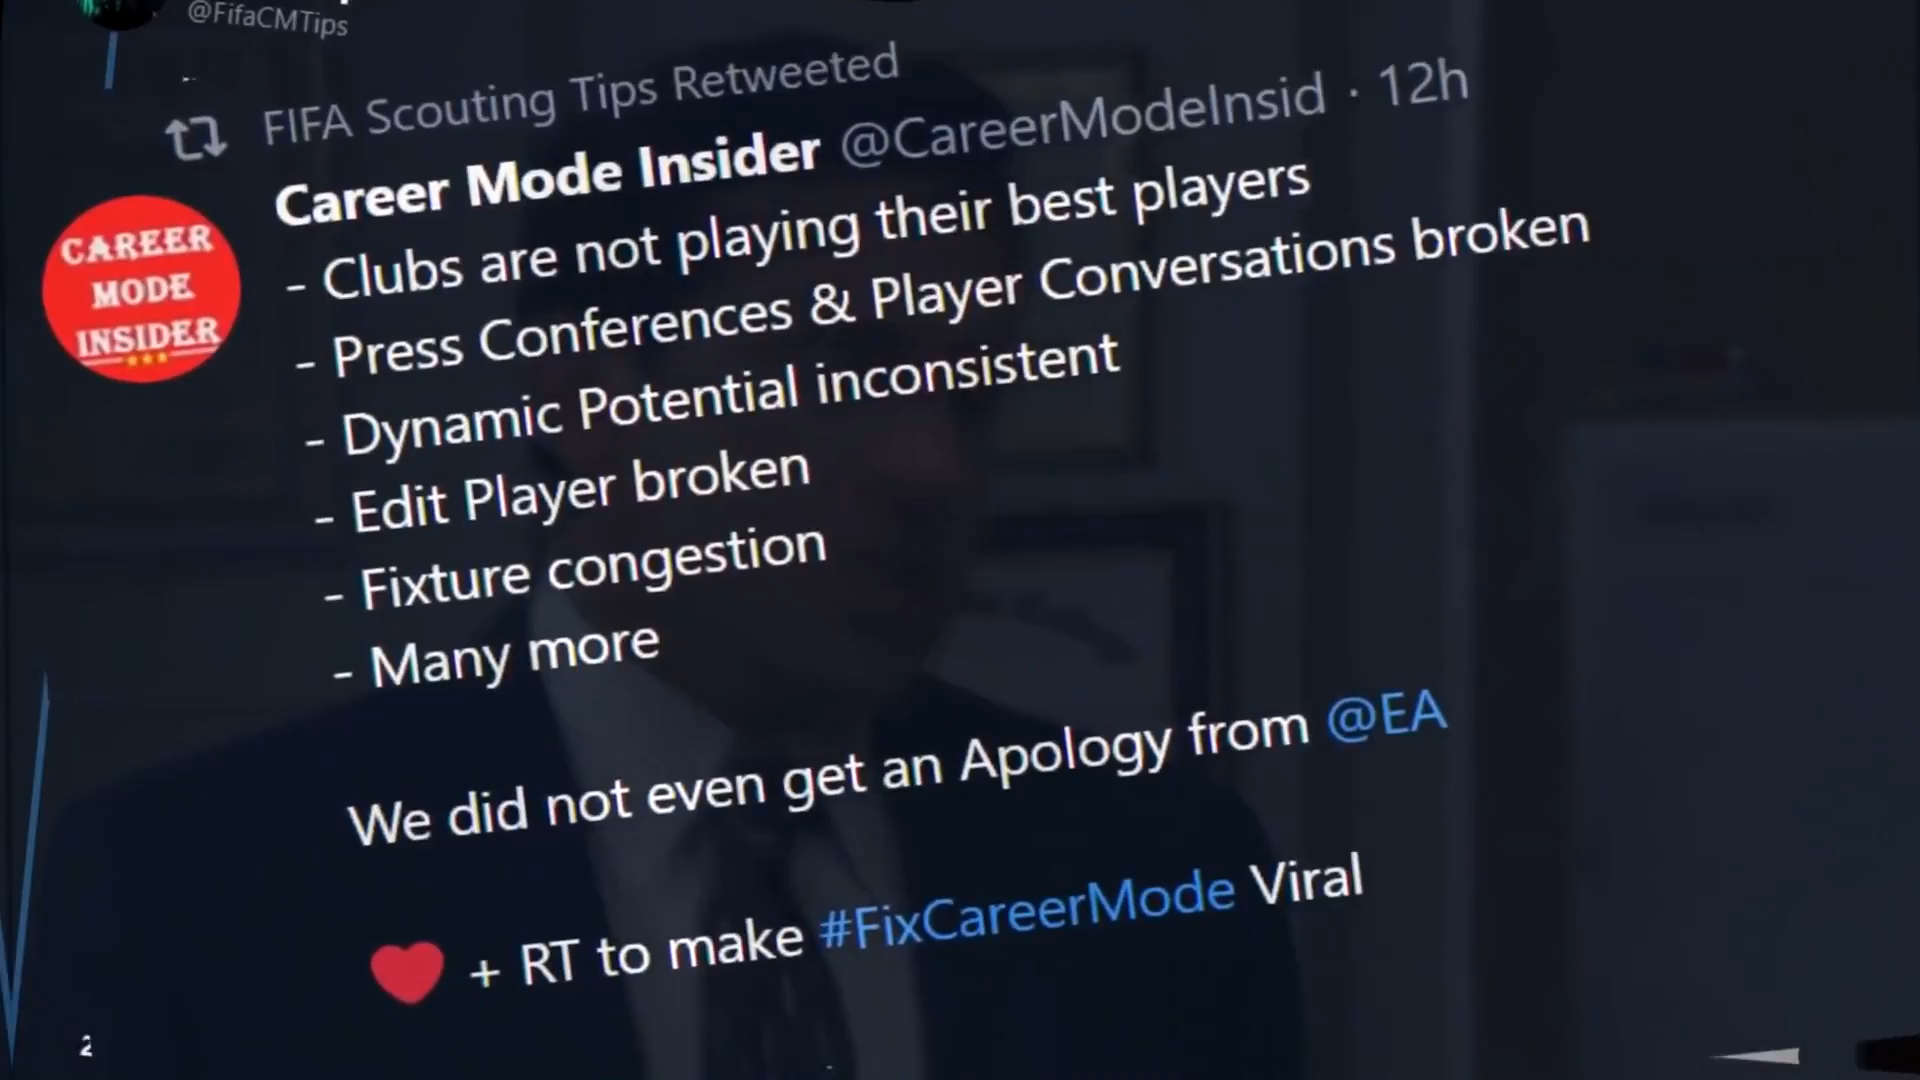 @FifaCMTips
FIFA Scouting Tips Retweeted
Career Mode Insider @CareerModeInsid · 12h
CAREER
MODE
INSIDER
- Clubs are not playing their best players
- Press Conferences & Player Conversations broken
- Dynamic Potential inconsistent
- Edit Player broken
- Fixture congestion
- Many more
We did not even get an Apology from @EA
❤ + RT to make #FixCareerMode Viral
2